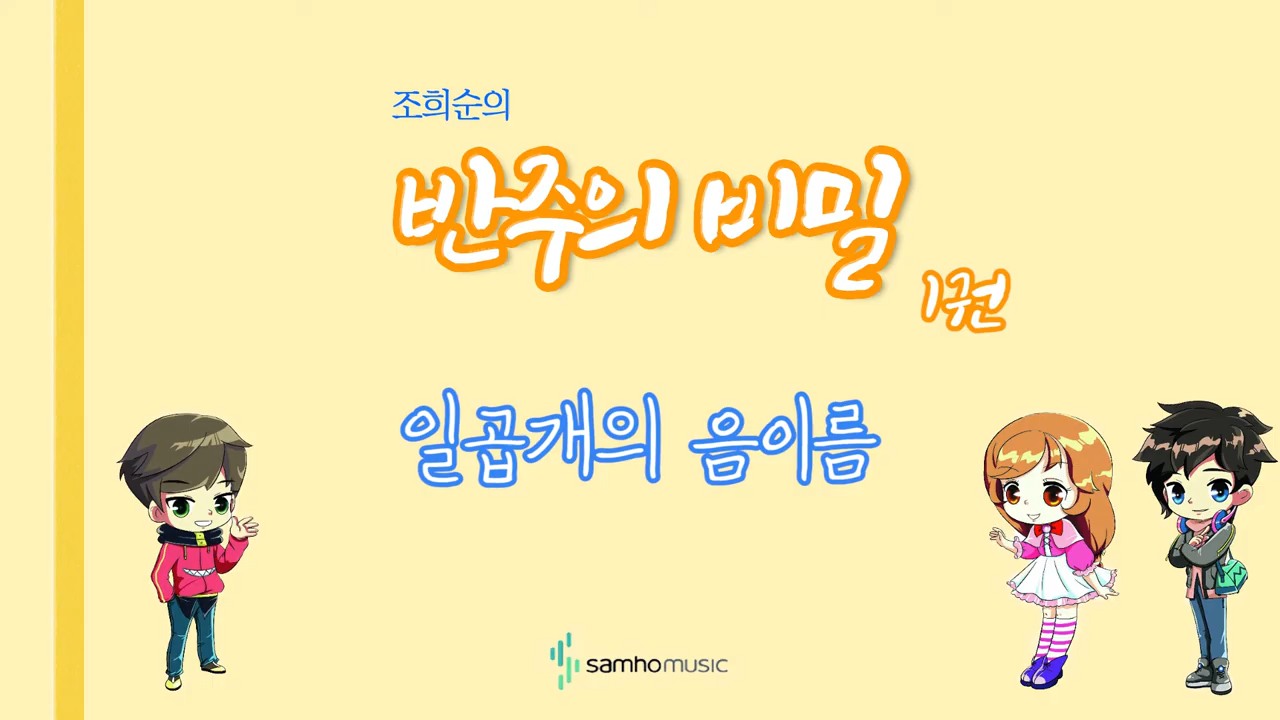 조희순의
반주의 비밀
1권
일곱개의 음이름
samhomusic